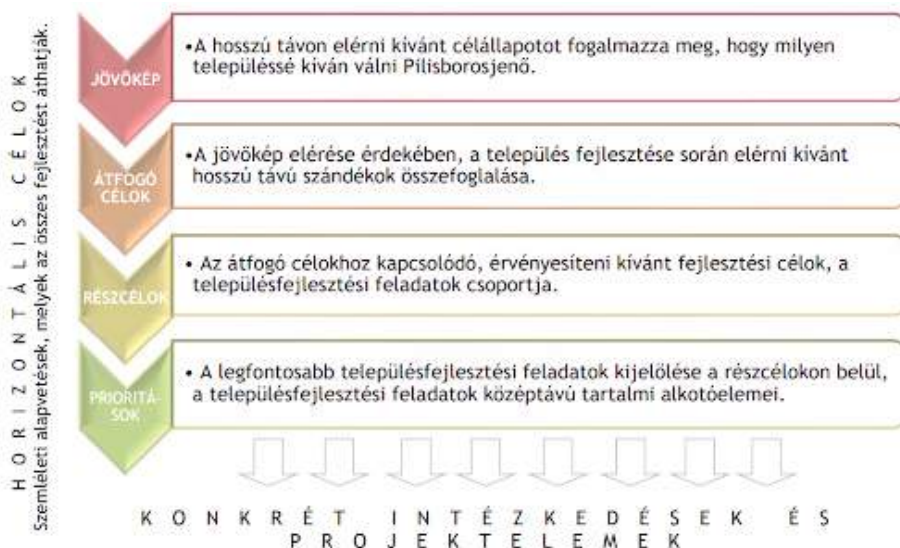 HORIZONTÁLIS CÉLOK
Szemléleti alapvetések, melyek az összes fejlesztést áthatják.
JÖVŐKÉP
•A hosszú távon elérni kívánt célállapotot fogalmazza meg, hogy milyen
településsé kíván válni Pilisborosjenő.
ÁTFOGÓ
CÉLOK
•A jövőkép elérése érdekében, a település fejlesztése során elérni kívánt
hosszú távú szándékok összefoglalása.
RÉSZCÉLOK
• Az átfogó célokhoz kapcsolódó, érvényesíteni kívánt fejlesztési célok, a
településfejlesztési feladatok csoportja.
PRIORITÁ-
SOK
• A legfontosabb településfejlesztési feladatok kijelölése a részcélokon belül,
a településfejlesztési feladatok középtávú tartalmi alkotóelemei.
KONKRÉT INTÉZKEDÉSEK ÉS
PROJEKTELEMEK